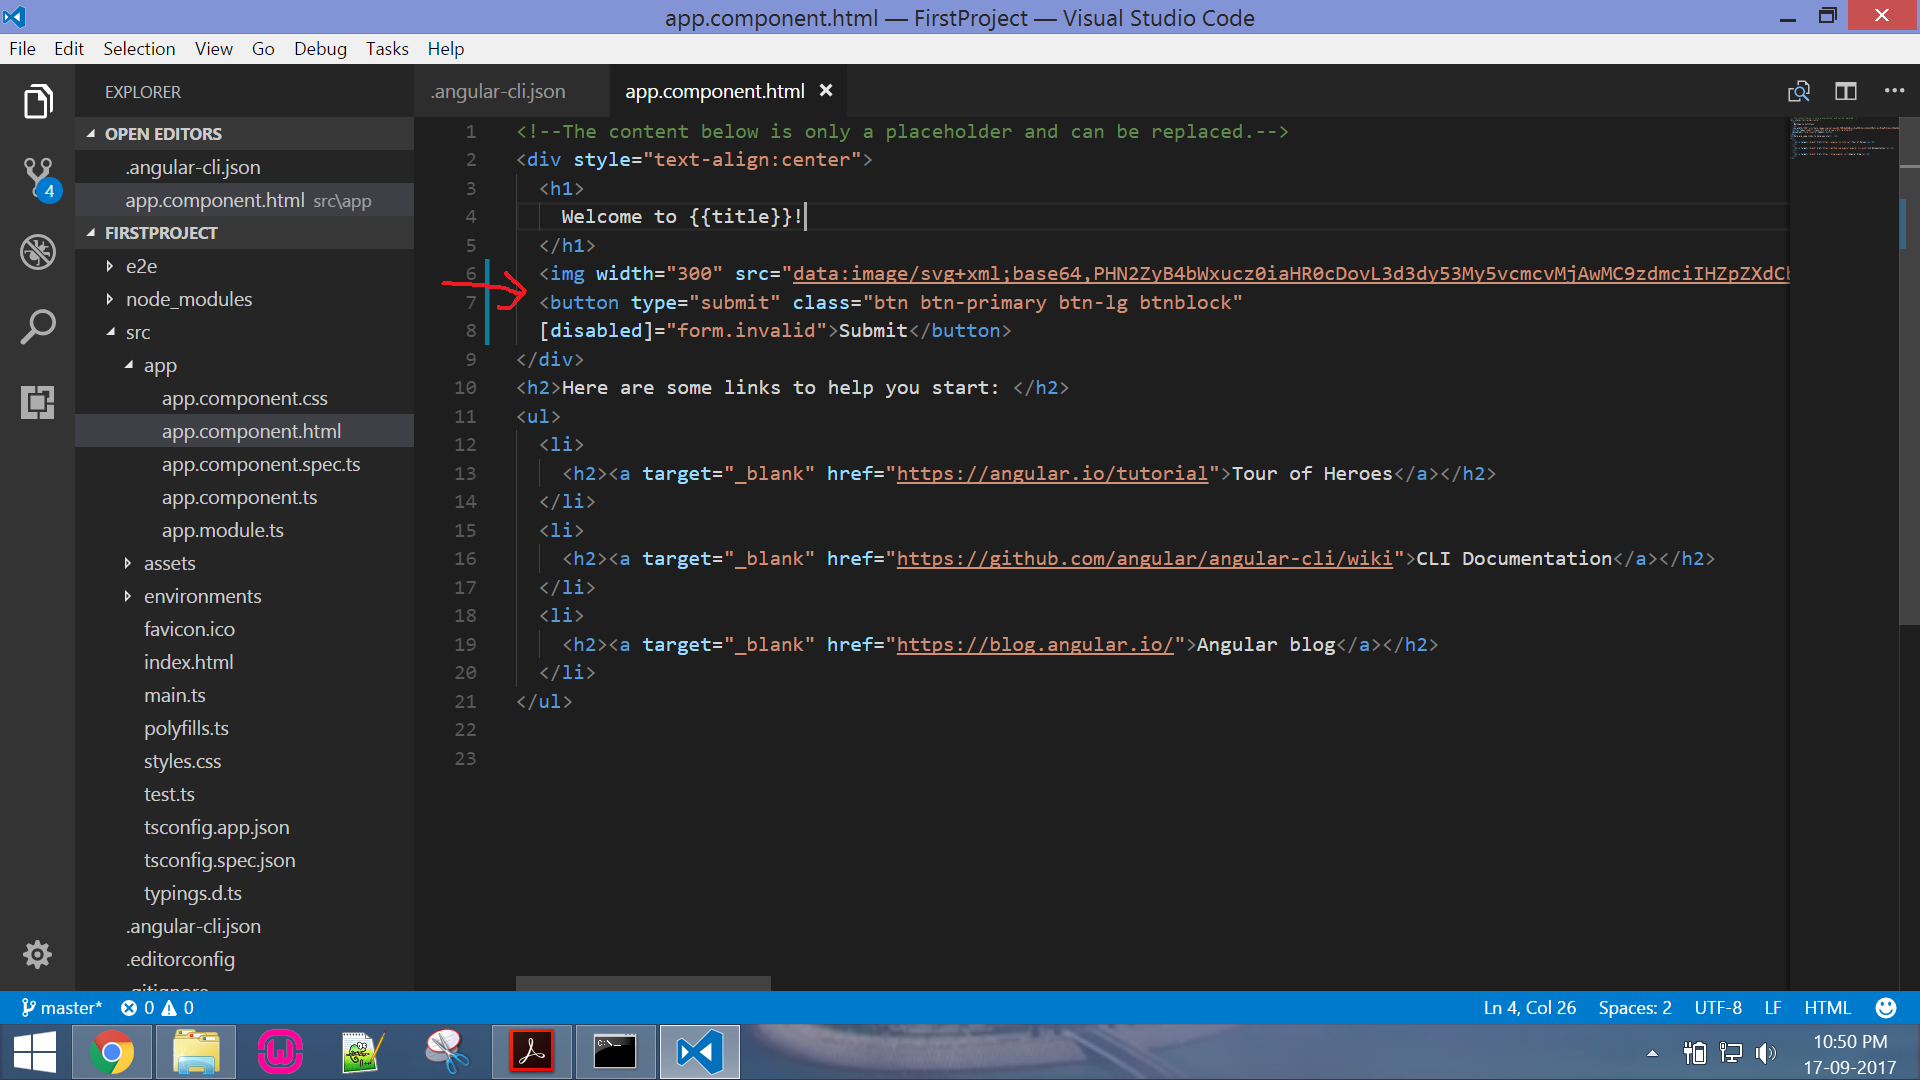 app.component.html — FirstProject — Visual Studio Code
File Edit Selection View Go Debug Tasks Help
EXPLORER
.angular-cli.json
app.component.html
OPEN EDITORS
.angular-cli.json
app.component.html src\app
4
FIRSTPROJECT
e2e
node_modules
src
app
app.component.css
app.component.html
app.component.spec.ts
app.component.ts
app.module.ts
assets
environments
favicon.ico
index.html
main.ts
polyfills.ts
styles.css
test.ts
tsconfig.app.json
tsconfig.spec.json
typings.d.ts
.angular-cli.json
.editorconfig
.gitignore
1 <!--The content below is only a placeholder and can be replaced.-->
2 <div style="text-align:center">
3 <h1>
4 Welcome to {{title}}!
5 </h1>
6 <img width="300" src="data:image/svg+xml;base64,PHN2ZyB4bWxucz0iaHR0cDovL3d3dy53My5vcmcvMjAwMC9zdmciIHZpZXdCb
7 <button type="submit" class="btn btn-primary btn-lg btnblock"
8 [disabled]="form.invalid">Submit</button>
9 </div>
10 <h2>Here are some links to help you start: </h2>
11 <ul>
12 <li>
13 <h2><a target="_blank" href="https://angular.io/tutorial">Tour of Heroes</a></h2>
14 </li>
15 <li>
16 <h2><a target="_blank" href="https://github.com/angular/angular-cli/wiki">CLI Documentation</a></h2>
17 </li>
18 <li>
19 <h2><a target="_blank" href="https://blog.angular.io/">Angular blog</a></h2>
20 </li>
21 </ul>
22
23
master* 0 0
Ln 4, Col 26 Spaces: 2 UTF-8 LF HTML
C:\_
10:50 PM
17-09-2017